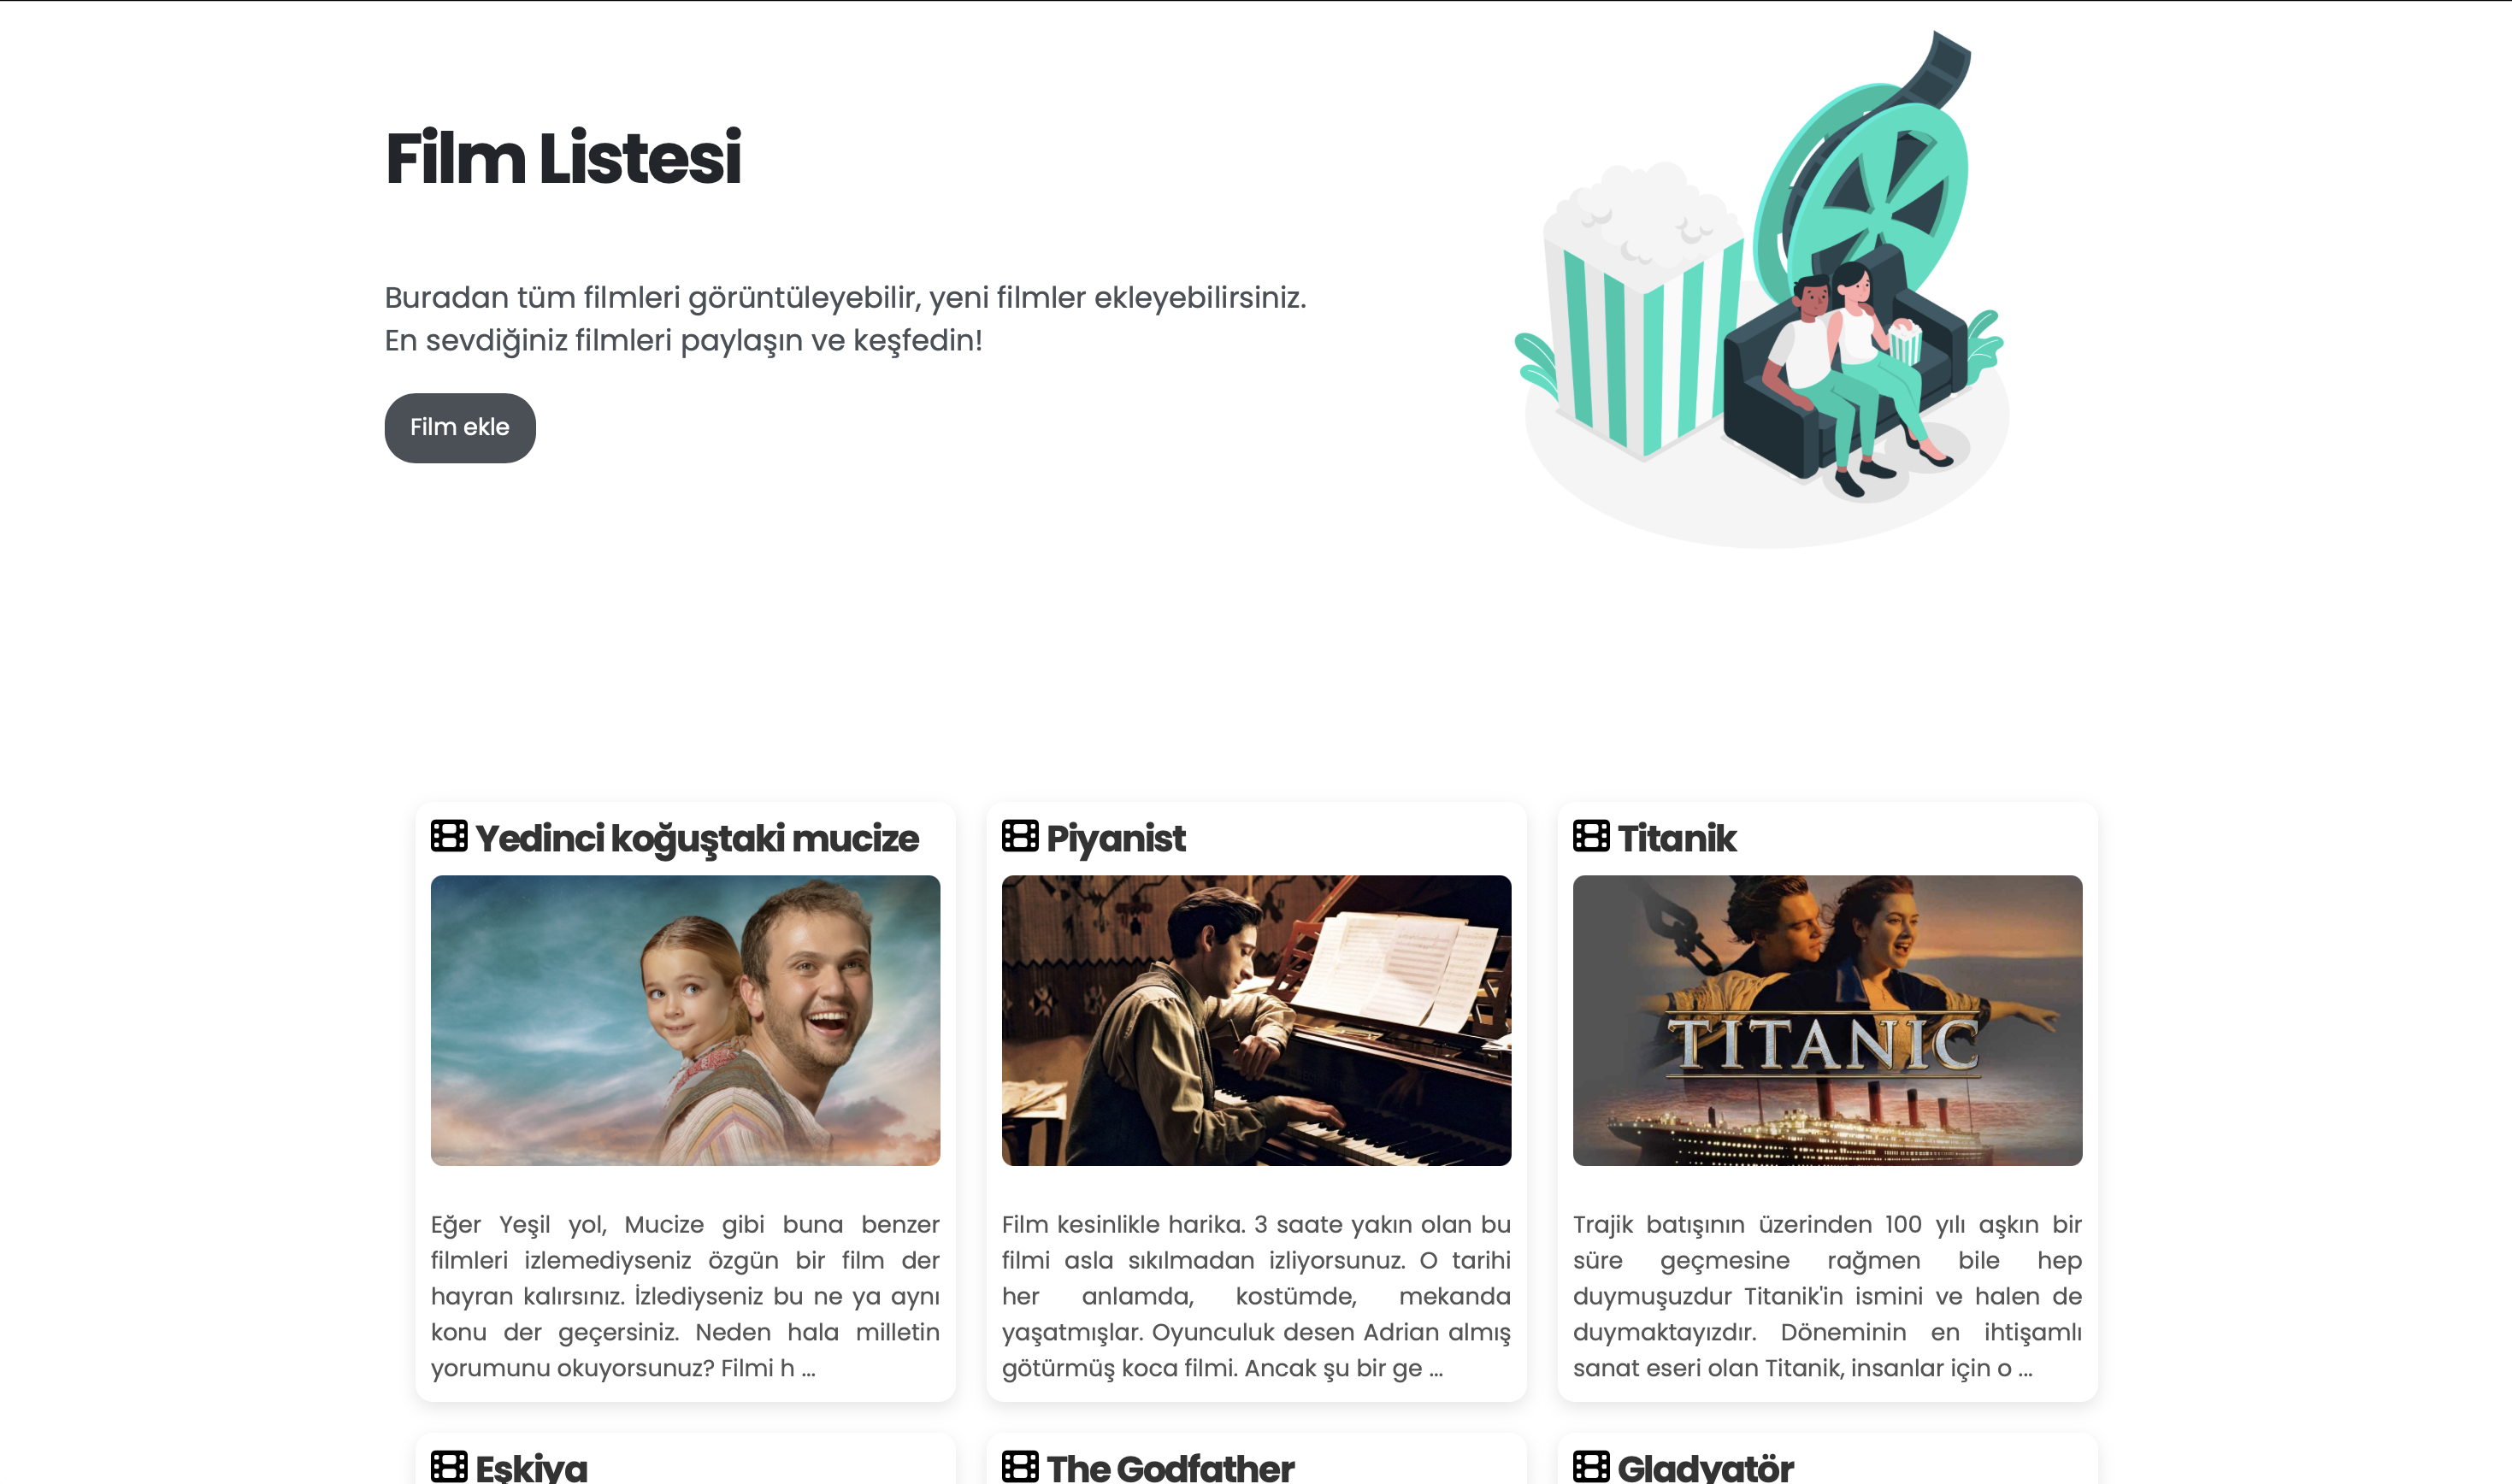 Film Listesi
Buradan tüm filmleri görüntüleyebilir, yeni filmler ekleyebilirsiniz.
En sevdiğiniz filmleri paylaşın ve keşfedin!
Film ekle
Yedinci koğuştaki mucize
Eğer Yeşil yol, Mucize gibi buna benzer
filmleri izlemediyseniz özgün bir film der
hayran kalırsınız. İzlediyseniz bu ne ya aynı
konu der geçersiniz. Neden hala milletin
yorumunu okuyorsunuz? Filmi h ...
Piyanist
Film kesinlikle harika. 3 saate yakın olan bu
filmi asla sıkılmadan izliyorsunuz. O tarihi
her anlamda, kostümde, mekanda
yaşatmışlar. Oyunculuk desen Adrian almış
götürmüş koca filmi. Ancak şu bir ge ...
Titanik
TITANIC
Trajik batışının üzerinden 100 yılı aşkın bir
süre geçmesine rağmen bile hep
duymuşuzdur Titanik'in ismini ve halen de
duymaktayızdır. Döneminin en ihtişamlı
sanat eseri olan Titanik, insanlar için o ...
Eşkiya
The Godfather
Gladyatör